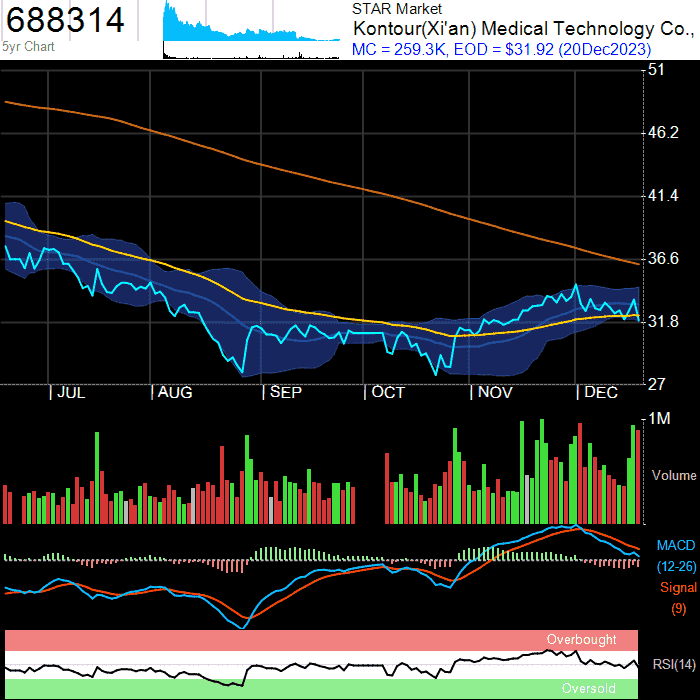 688314
5yr Chart
STAR Market
Kontour(Xi'an) Medical Technology Co.,
MC = 259.3K, EOD = $31.92 (20Dec2023)
51
46.2
41.4
36.6
31.8
27
| JUL | AUG | SEP | OCT | NOV | DEC
1M
Volume
MACD
(12-26)
Signal
(9)
Overbought
RSI(14)
Oversold